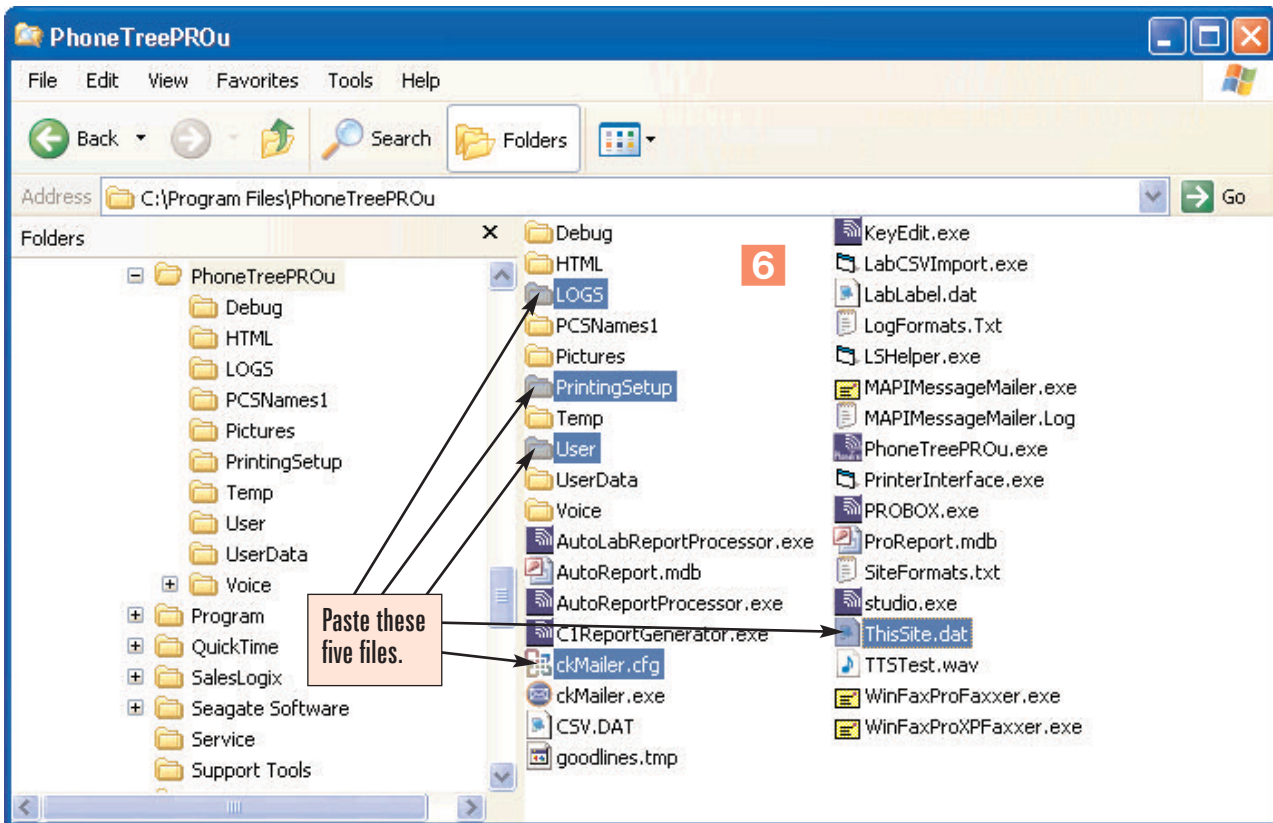 PhoneTreePROu
File Edit View Favorites Tools Help
Back Search Folders
Address C:\Program Files\PhoneTreePROu Go
Folders
PhoneTreePROu
Debug
HTML
LOGS
PCSNames1
Pictures
PrintingSetup
Temp
User
UserData
Voice
Program
QuickTime
SalesLogix
Seagate Software
Service
Support Tools
Paste these
five files.
Debug
HTML
LOGS
PCSNames1
Pictures
PrintingSetup
Temp
User
UserData
Voice
AutoLabReportProcessor.exe
AutoReport.mdb
AutoReportProcessor.exe
C1ReportGenerator.exe
ckMailer.cfg
ckMailer.exe
CSV.DAT
goodlines.tmp
6
KeyEdit.exe
LabCSVImport.exe
LabLabel.dat
LogFormats.Txt
LSHelper.exe
MAPIMessageMailer.exe
MAPIMessageMailer.Log
PhoneTreePROu.exe
PrinterInterface.exe
PROBOX.exe
ProReport.mdb
SiteFormats.txt
studio.exe
ThisSite.dat
TTSTest.wav
WinFaxProFaxxer.exe
WinFaxProXPFaxxer.exe